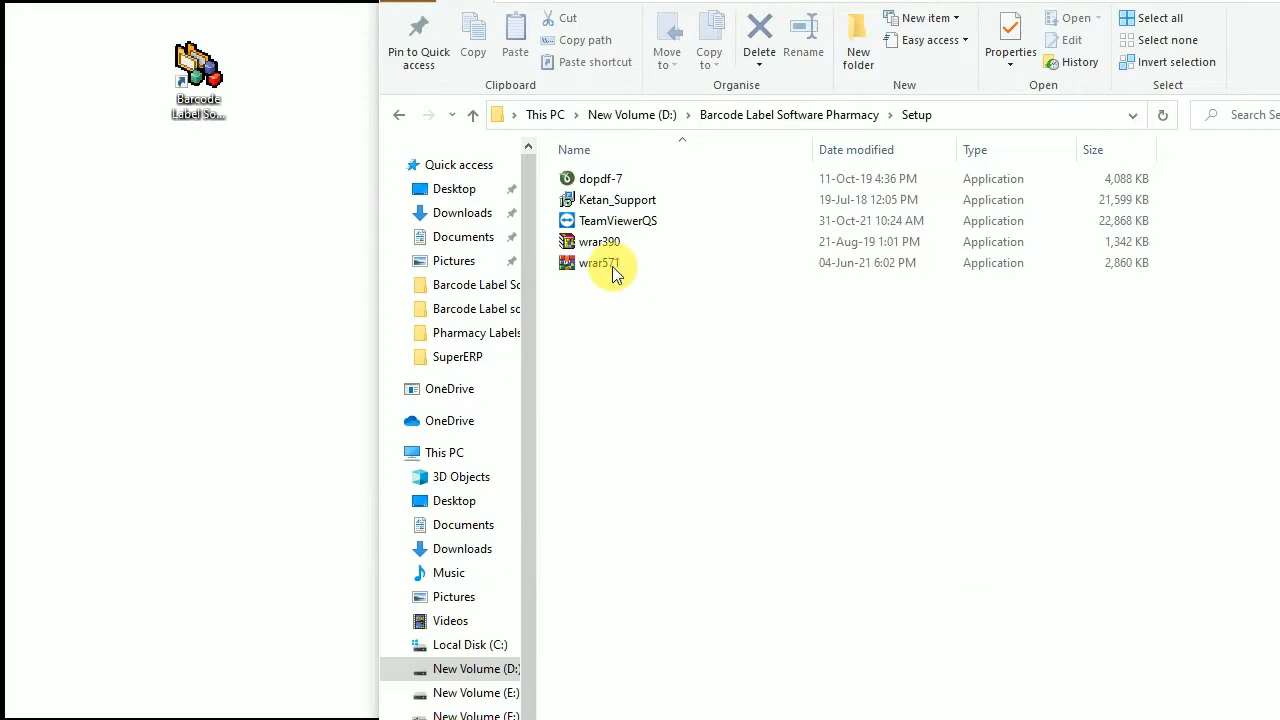 Barcode
Label So...
Pin to Quick
access
Copy
Paste
Cut
Copy path
Paste shortcut
Clipboard
Move
to
Copy
to
Delete
Rename
Organise
New
folder
New item
Easy access
New
Properties
Open
Edit
History
Open
Select all
Select none
Invert selection
Select
This PC
New Volume (D:)
Barcode Label Software Pharmacy
Setup
Search Se
Quick access
Desktop
Downloads
Documents
Pictures
Barcode Label So
Barcode Label sc
Pharmacy Labels
SuperERP
OneDrive
OneDrive
This PC
3D Objects
Desktop
Documents
Downloads
Music
Pictures
Videos
Local Disk (C:)
New Volume (D:)
New Volume (E:)
New Volume (F:)
Name Date modified Type Size
dopdf-7 11-Oct-19 4:36 PM Application 4,088 KB
Ketan_Support 19-Jul-18 12:05 PM Application 21,599 KB
TeamViewerQS 31-Oct-21 10:24 AM Application 22,868 KB
wrar390 21-Aug-19 1:01 PM Application 1,342 KB
wrar571 04-Jun-21 6:02 PM Application 2,860 KB